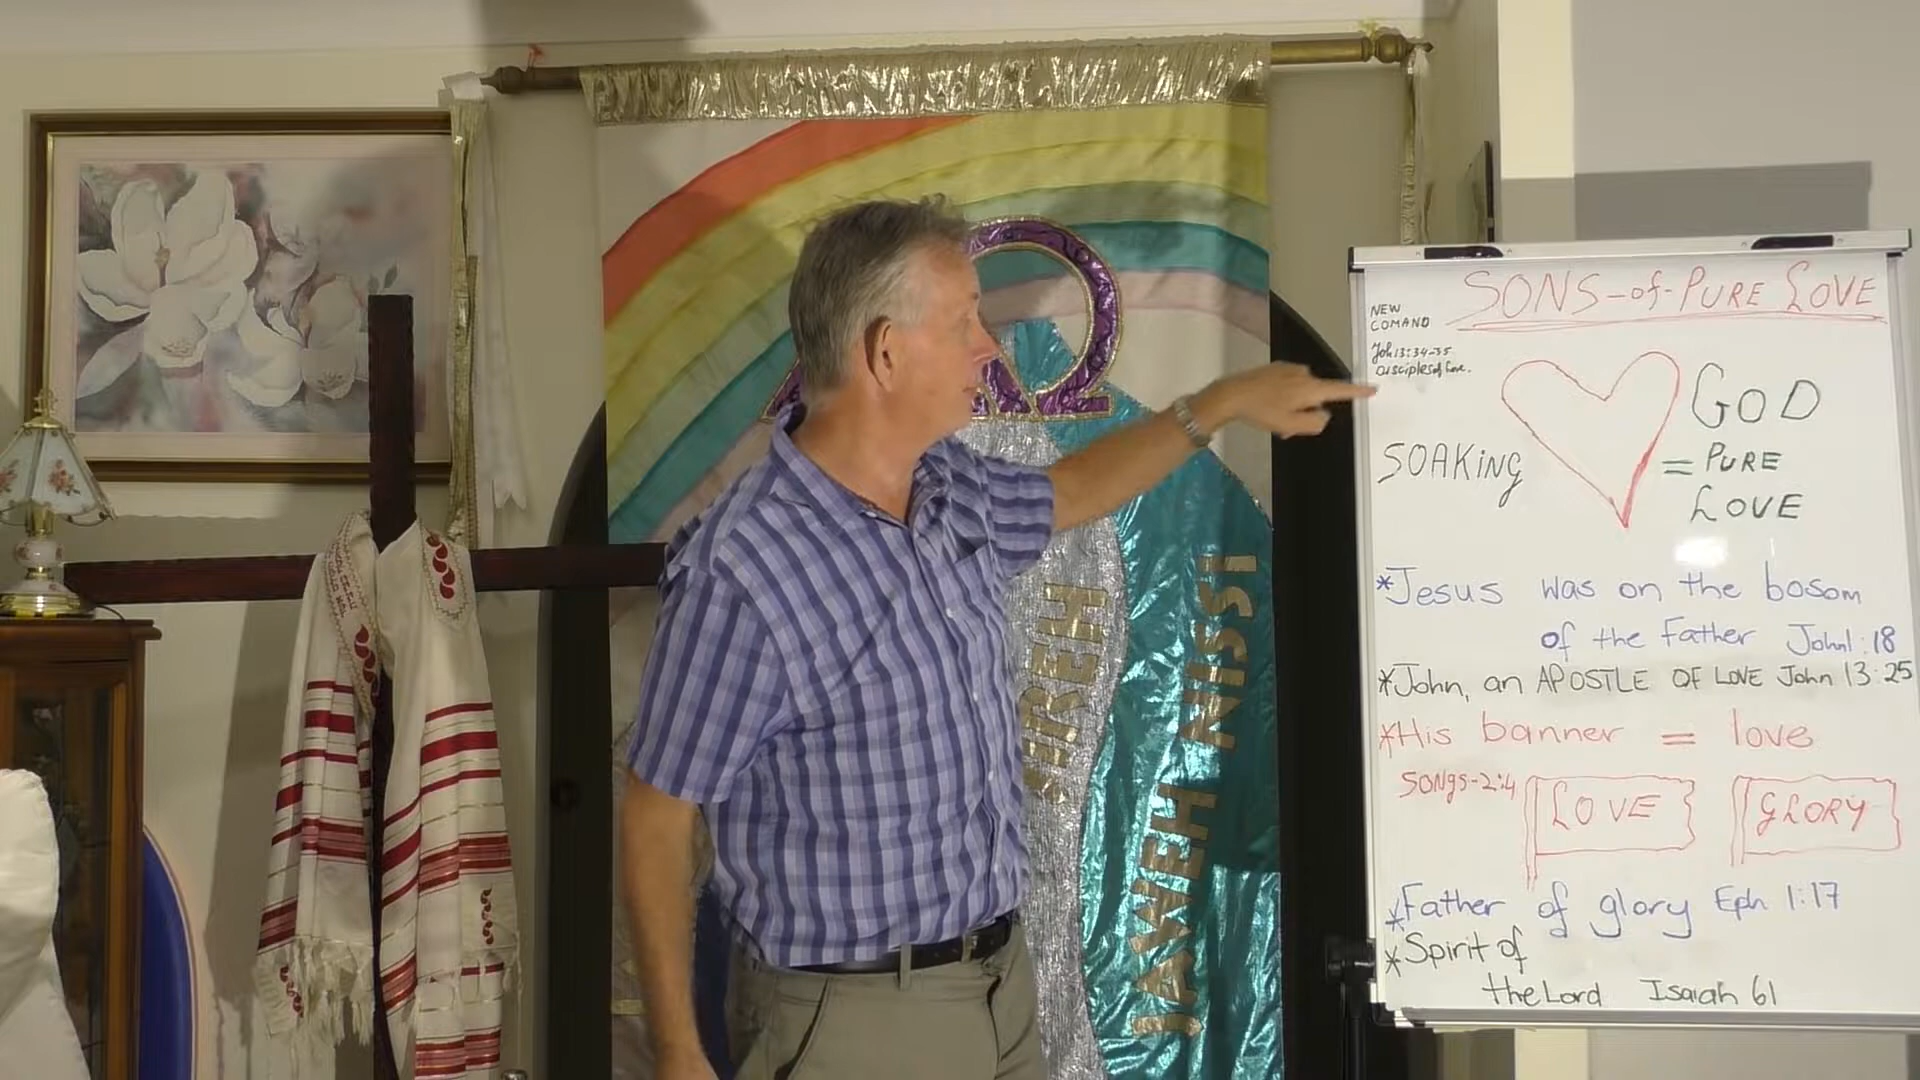 SONS-of-PURE LOVE
NEW
COMAND
Joh 13:34-35
Disciples of love.
GOD
SOAKING
= PURE
LOVE
*Jesus was on the bosom
of the Father John 1:18
*John, an APOSTLE OF LOVE John 13:25
*His banner = love
SONGS-2:4
LOVE
GLORY
*Father of glory Eph 1:17
*Spirit of
the Lord Isaiah 61
Ω
JIREH
JAWEH NISSI